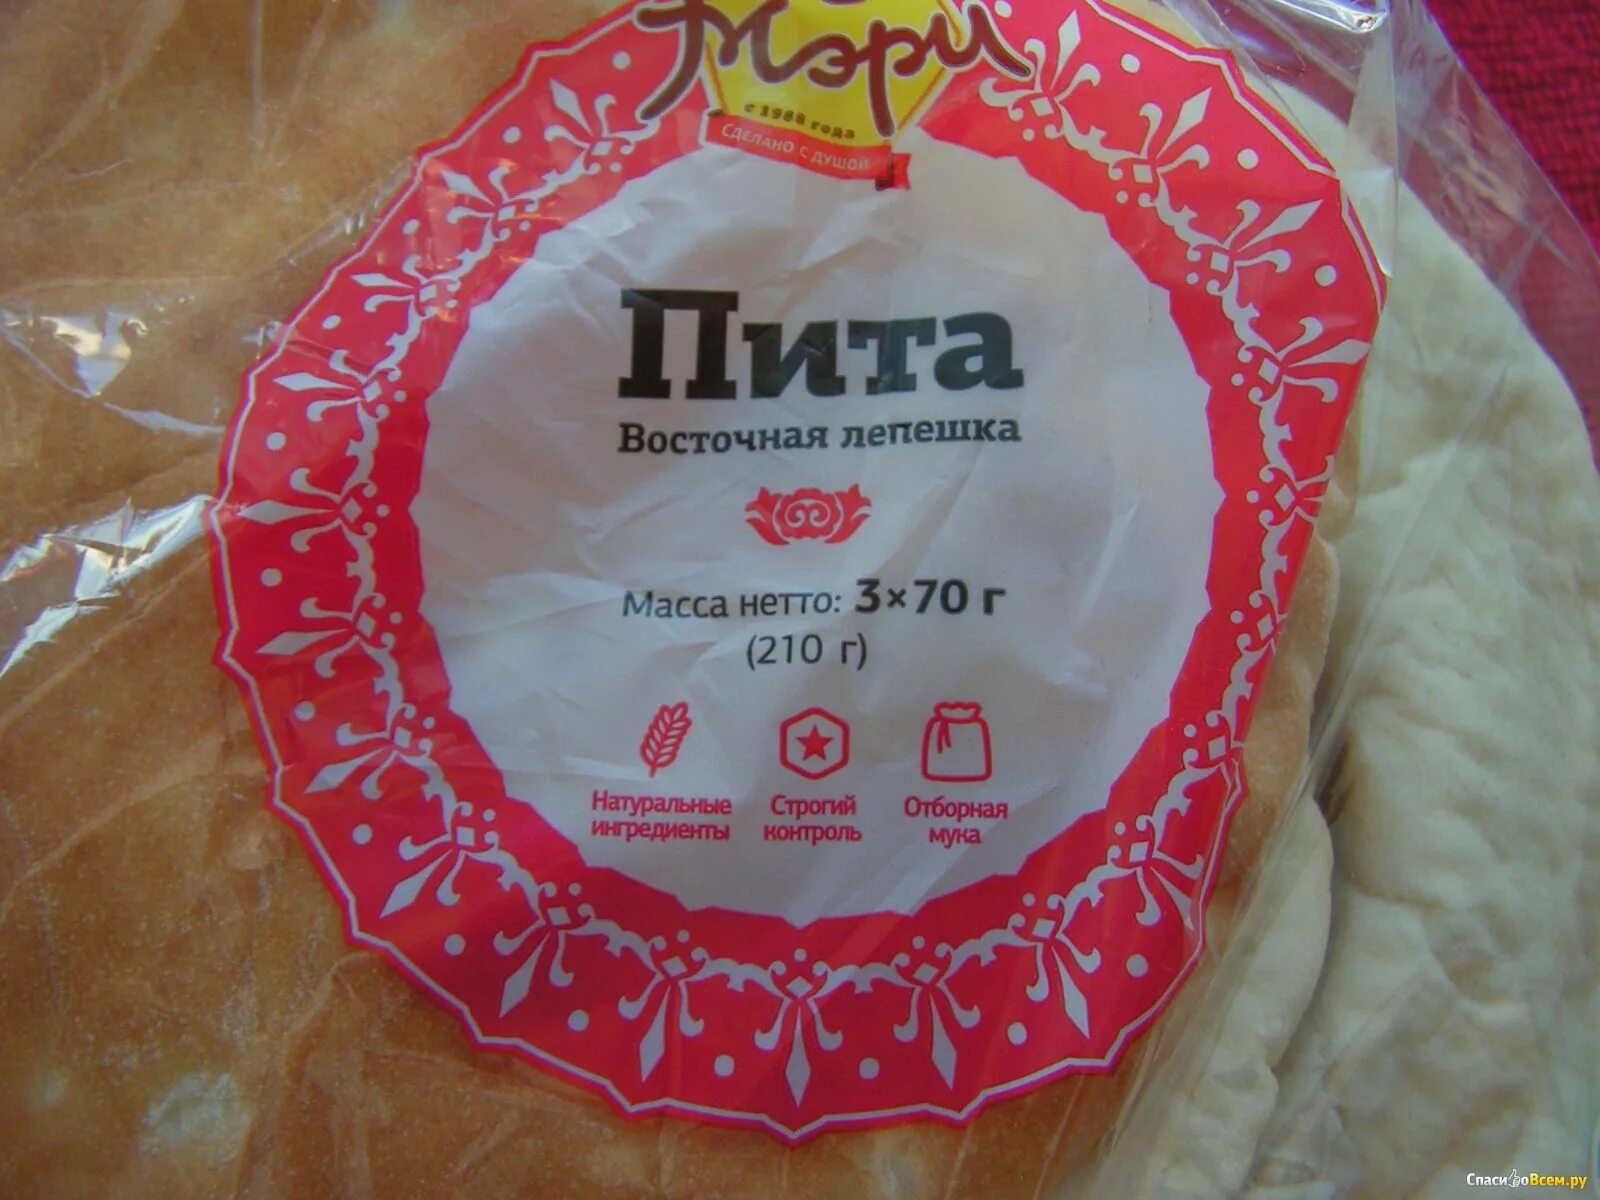 Мэри
с 1988 года
СДЕЛАНО С ДУШОЙ
Пита
Восточная лепешка
Масса нетто: 3×70 г
(210 г)
Натуральные
ингредиенты
Строгий
контроль
Отборная
мука
СпасибоВсем.ру